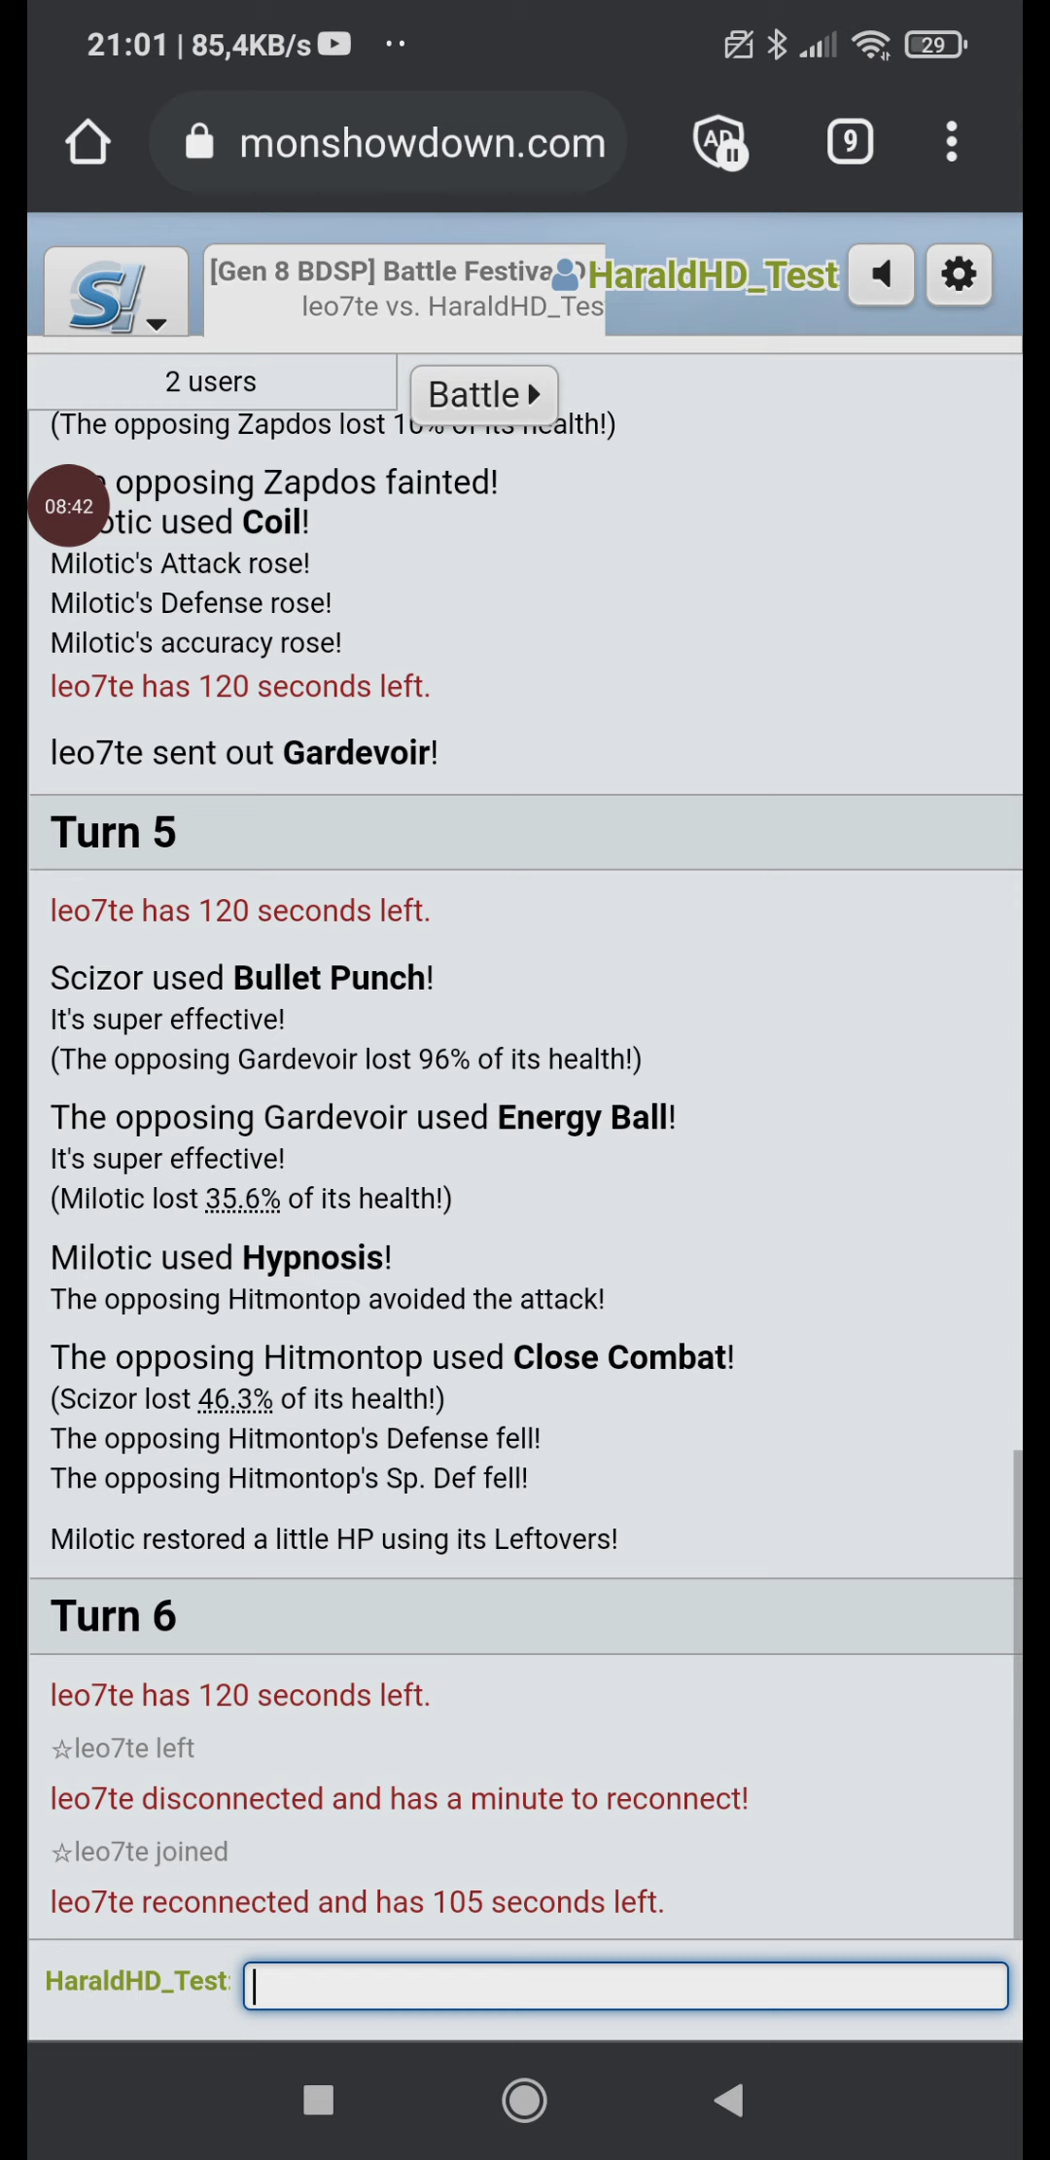 21:01 | 85,4KB/s
29
monshowdown.com
AD
9
[Gen 8 BDSP] Battle Festiva
HaraldHD_Test
leo7te vs. HaraldHD_Tes
2 users
Battle
(The opposing Zapdos lost 10% of its health!)
opposing Zapdos fainted!
08:42
otic used Coil!
Milotic's Attack rose!
Milotic's Defense rose!
Milotic's accuracy rose!
leo7te has 120 seconds left.
leo7te sent out Gardevoir!
Turn 5
leo7te has 120 seconds left.
Scizor used Bullet Punch!
It's super effective!
(The opposing Gardevoir lost 96% of its health!)
The opposing Gardevoir used Energy Ball!
It's super effective!
(Milotic lost 35.6% of its health!)
Milotic used Hypnosis!
The opposing Hitmontop avoided the attack!
The opposing Hitmontop used Close Combat!
(Scizor lost 46.3% of its health!)
The opposing Hitmontop's Defense fell!
The opposing Hitmontop's Sp. Def fell!
Milotic restored a little HP using its Leftovers!
Turn 6
leo7te has 120 seconds left.
☆leo7te left
leo7te disconnected and has a minute to reconnect!
☆leo7te joined
leo7te reconnected and has 105 seconds left.
HaraldHD_Test: